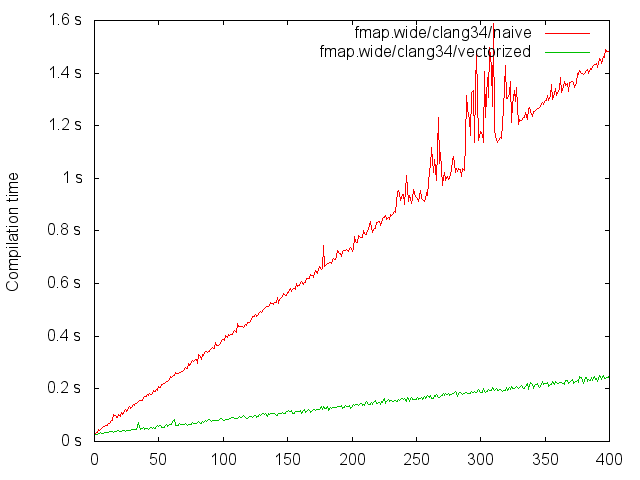 1.6 s
fmap.wide/clang34/naive
fmap.wide/clang34/vectorized
1.4 s
1.2 s
1 s
0.8 s
0.6 s
0.4 s
0.2 s
0 s
Compilation time
0 50 100 150 200 250 300 350 400